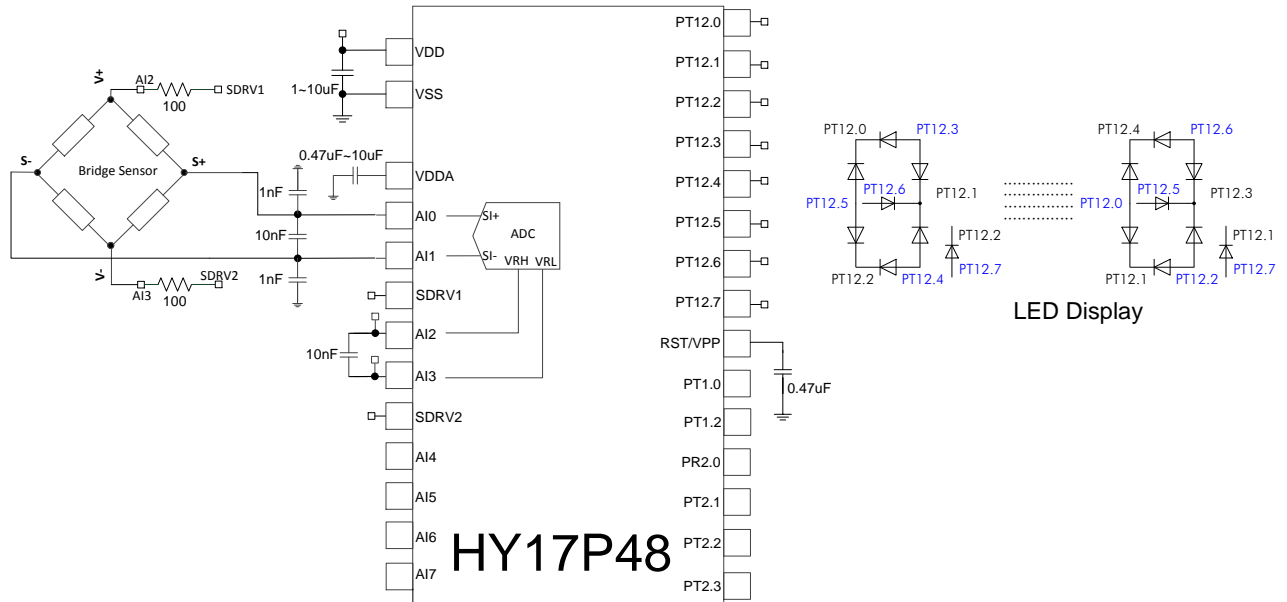 V+
AI2
SDRV1
100
S-
Bridge Sensor
S+
V-
AI3
100
SDRV2
1~10uF
0.47uF~10uF
1nF
10nF
1nF
10nF
VDD
VSS
VDDA
AI0
AI1
SDRV1
AI2
AI3
SDRV2
AI4
AI5
AI6
AI7
SI+
SI-
ADC
VRH VRL
HY17P48
PT12.0
PT12.1
PT12.2
PT12.3
PT12.4
PT12.5
PT12.6
PT12.7
RST/VPP
PT1.0
PT1.2
PR2.0
PT2.1
PT2.2
PT2.3
0.47uF
PT12.0 PT12.3
PT12.6 PT12.1
PT12.5
PT12.2
PT12.2 PT12.4 PT12.7
PT12.4 PT12.6
PT12.5 PT12.3
PT12.0
PT12.1
PT12.1 PT12.2 PT12.7
LED Display